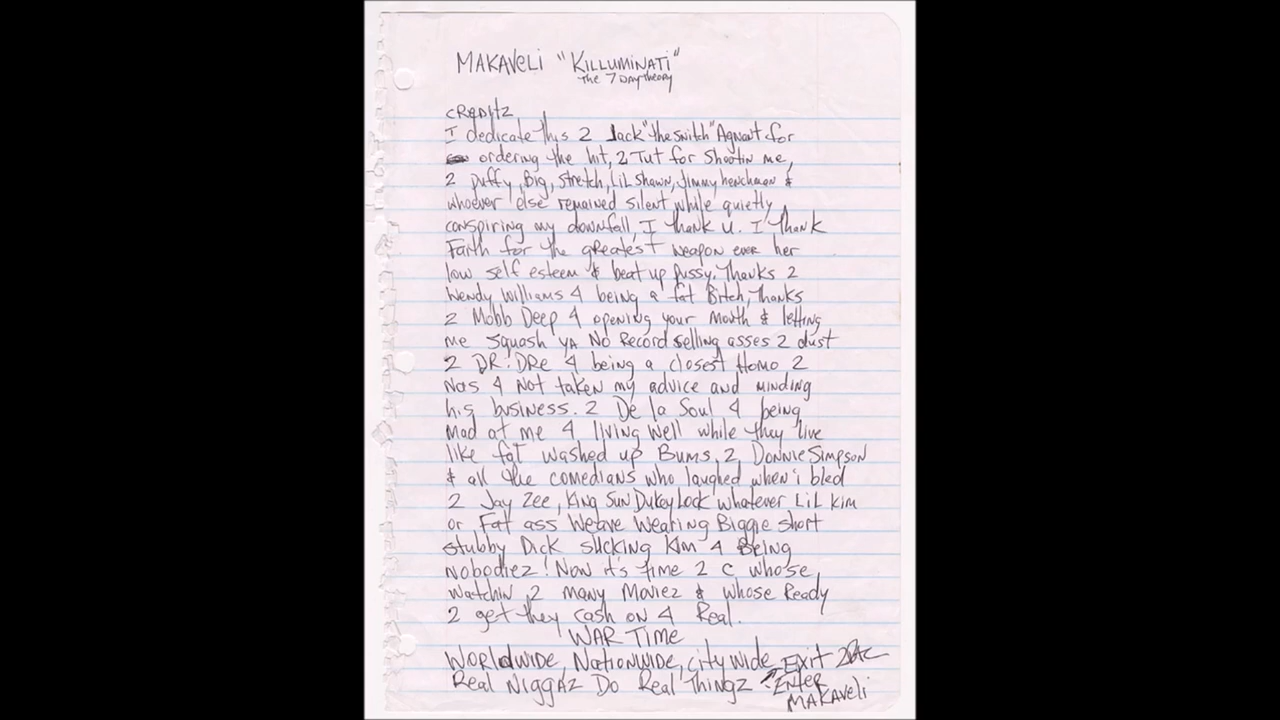 MAKAVELI "KILLUMINATI"
the 7 Day Theory
CREDITZ
I dedicate this 2 Jack "the snitch" Agnant for
ordering the hit, 2 Tut for shootin me,
2 Puffy, Big, Stretch, LiL Shawn, Jimmy henchman &
whoever else remained silent while quietly
conspiring my downfall, I thank U. I thank
Faith for the greatest weapon ever her
low self esteem & beat up pussy. Thanks 2
Wendy Williams 4 being a fat Bitch, Thanks
2 Mobb Deep 4 opening your mouth & letting
me squash ya No Record selling asses 2 dust
2 DR. DRe 4 being a closest Homo 2
Nas 4 Not taken my advice and minding
his business. 2 De la Soul 4 being
Mad at me 4 living well while they live
like fat washed up Bums. 2 Donnie Simpson
& all the comedians who laughed when i bled
2 Jay Zee, King Sun Dukey Lock whatever LiL Kim
or Fat ass Weave Wearing Biggie short
stubby Dick sucking Kim 4 Being
nobodiez! Now it's time 2 C whose
watchin 2 many Moviez & whose Ready
2 get they cash on 4 Real.
WAR TIME
WORLDWIDE, NATIONWIDE, city wide Exit 2PAC
Real NIGGAZ Do Real Thingz Enter
MAKAVELi